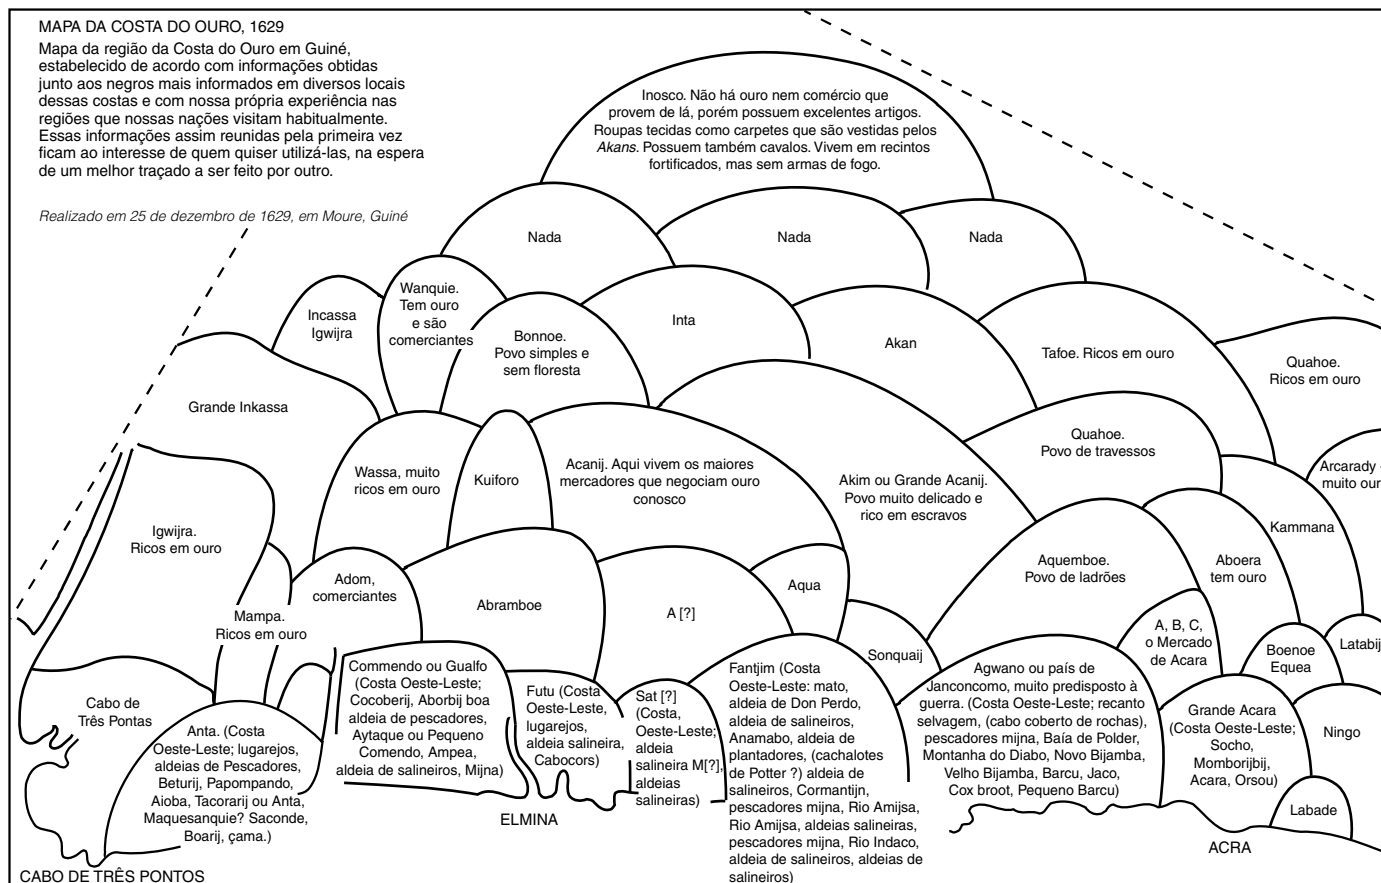 MAPA DA COSTA DO OURO, 1629
Mapa da região da Costa do Ouro em Guiné,
estabelecido de acordo com informações obtidas
junto aos negros mais informados em diversos locais
dessas costas e com nossa própria experiência nas
regiões que nossas nações visitam habitualmente.
Essas informações assim reunidas pela primeira vez
ficam ao interesse de quem quiser utilizá-las, na espera
de um melhor traçado a ser feito por outro.
Realizado em 25 de dezembro de 1629, em Moure, Guiné
Inosco. Não há ouro nem comércio que
provem de lá, porém possuem excelentes artigos.
Roupas tecidas como carpetes que são vestidas pelos
Akans. Possuem também cavalos. Vivem em recintos
fortificados, mas sem armas de fogo.
Nada
Nada
Nada
Incassa
Igwijra
Wanquie.
Tem ouro
e são
comerciantes
Bonnoe.
Povo simples e
sem floresta
Inta
Akan
Tafoe. Ricos em ouro
Quahoe.
Ricos em ouro
Grande Inkassa
Wassa, muito
ricos em ouro
Kuiforo
Acanij. Aqui vivem os maiores
mercadores que negociam ouro
conosco
Akim ou Grande Acanij.
Povo muito delicado e
rico em escravos
Quahoe.
Povo de travessos
Arcarady
muito our
Igwijra.
Ricos em ouro
Kammana
Mampa.
Ricos em ouro
Adom,
comerciantes
Abramboe
A [?]
Aqua
Aquemboe.
Povo de ladrões
Aboera
tem ouro
Sonquaij
A, B, C,
o Mercado
de Acara
Boenoe
Equea
Latabij
Cabo de
Três Pontas
Anta. (Costa
Oeste-Leste; lugarejos,
aldeias de Pescadores,
Beturij, Papompando,
Aioba, Tacorarij ou Anta,
Maquesanquie? Saconde,
Boarij, çama.)
Commendo ou Gualfo
(Costa Oeste-Leste;
Cocoberij, Aborbij boa
aldeia de pescadores,
Aytaque ou Pequeno
Comendo, Ampea,
aldeia de salineiros, Mijna)
Futu (Costa
Oeste-Leste,
lugarejos,
aldeia salineira,
Cabocors)
Sat [?]
(Costa,
Oeste-Leste;
aldeia
salineira M[?],
aldeias
salineiras)
Fantjim (Costa
Oeste-Leste: mato,
aldeia de Don Perdo,
aldeia de salineiros,
Anamabo, aldeia de
plantadores, (cachalotes
de Potter ?) aldeia de
salineiros, Cormantijn,
pescadores mijna, Rio Amijsa,
Rio Amijsa, aldeias salineiras,
pescadores mijna, Rio Indaco,
aldeia de salineiros, aldeias de
salineiros)
Agwano ou país de
Janconcomo, muito predisposto à
guerra. (Costa Oeste-Leste; recanto
selvagem, (cabo coberto de rochas),
pescadores mijna, Baía de Polder,
Montanha do Diabo, Novo Bijamba,
Velho Bijamba, Barcu, Jaco,
Cox broot, Pequeno Barcu)
Grande Acara
(Costa Oeste-Leste;
Socho,
Momborijbij,
Acara, Orsou)
Ningo
Labade
ELMINA
ACRA
CABO DE TRÊS PONTOS